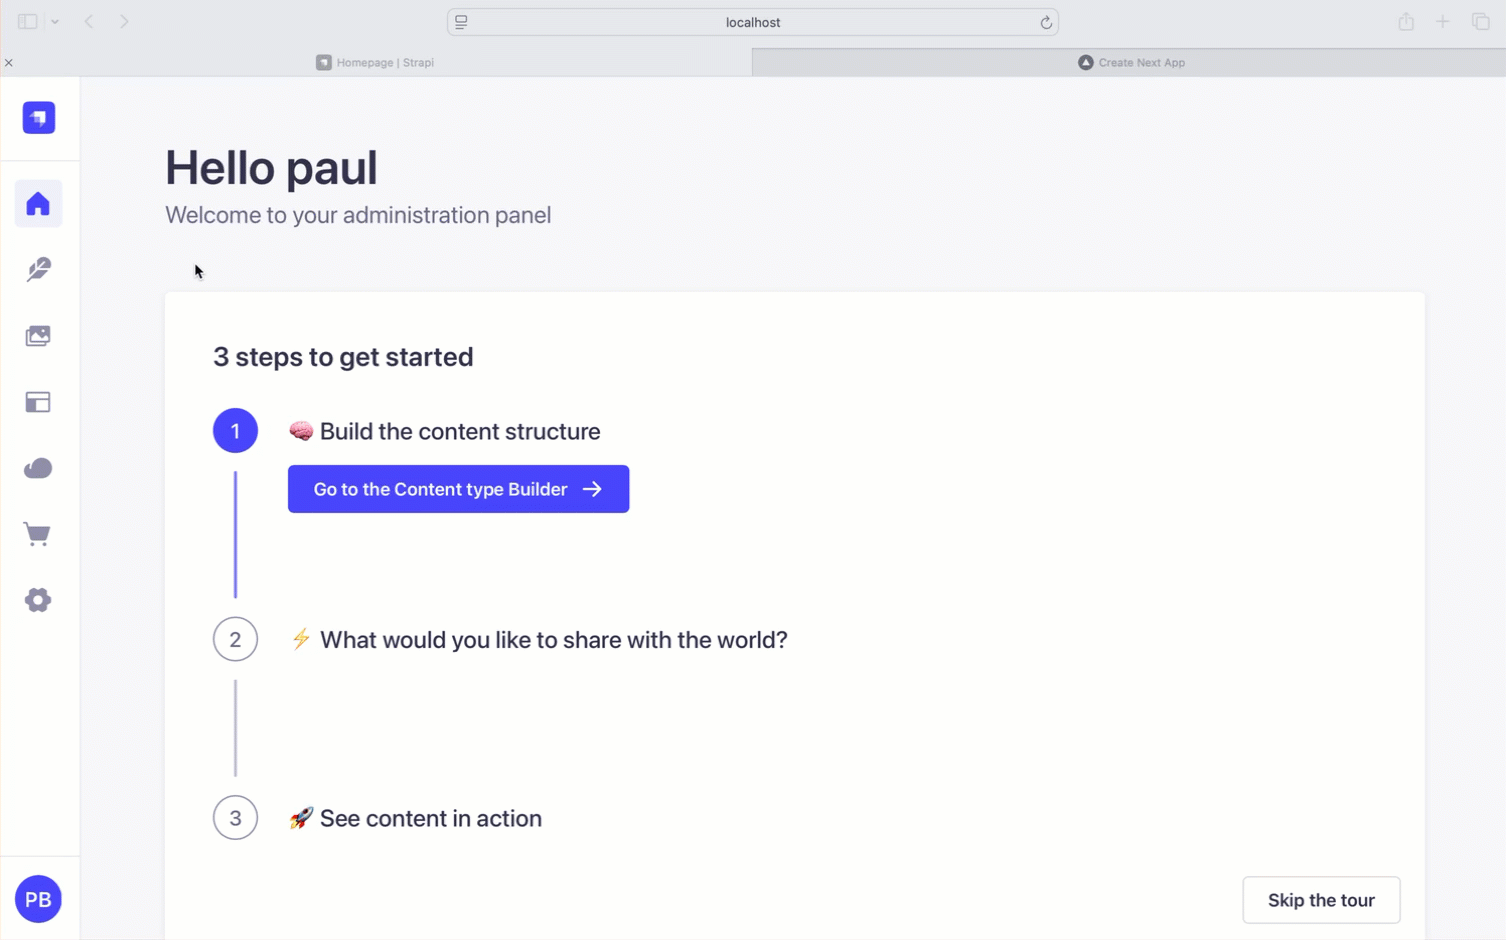 localhost
Homepage | Strapi
Create Next App
Hello paul
Welcome to your administration panel
3 steps to get started
1
🧠 Build the content structure
Go to the Content type Builder →
2
⚡ What would you like to share with the world?
3
🚀 See content in action
PB
Skip the tour